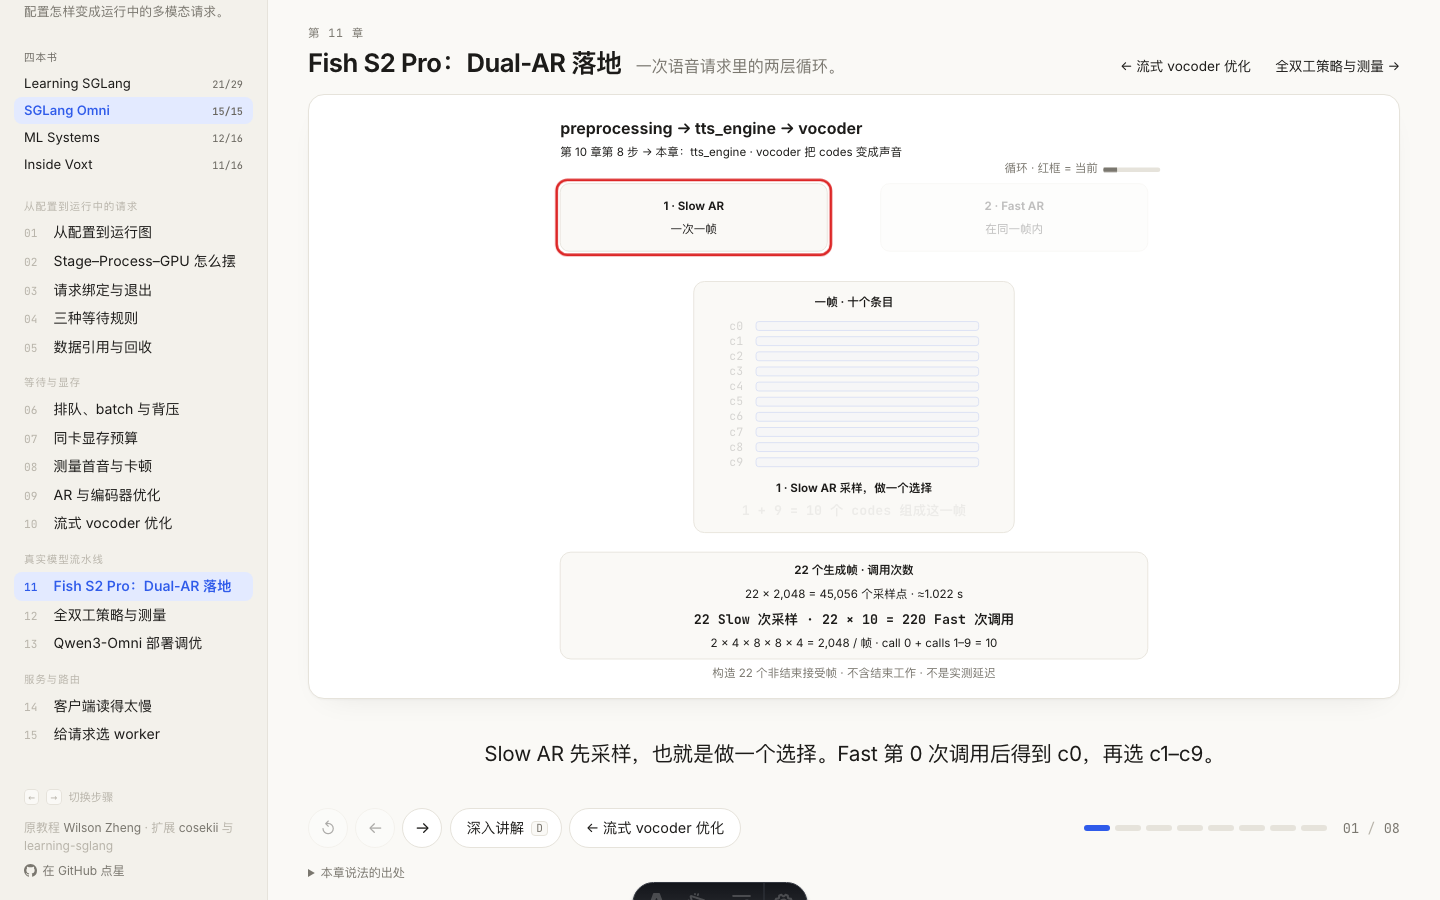 配置怎样变成运行中的多模态请求。
四本书
Learning SGLang 21/29
SGLang Omni 15/15
ML Systems 12/16
Inside Voxt 11/16
从配置到运行中的请求
01 从配置到运行图
02 Stage–Process–GPU 怎么摆
03 请求绑定与退出
04 三种等待规则
05 数据引用与回收
等待与显存
06 排队、batch 与背压
07 同卡显存预算
08 测量首音与卡顿
09 AR 与编码器优化
10 流式 vocoder 优化
真实模型流水线
11 Fish S2 Pro：Dual-AR 落地
12 全双工策略与测量
13 Qwen3-Omni 部署调优
服务与路由
14 客户端读得太慢
15 给请求选 worker
← → 切换步骤
原教程 Wilson Zheng · 扩展 cosekii 与
learning-sglang
在 GitHub 点星
第 11 章
Fish S2 Pro：Dual-AR 落地 一次语音请求里的两层循环。
← 流式 vocoder 优化 全双工策略与测量 →
preprocessing → tts_engine → vocoder
第 10 章第 8 步 → 本章：tts_engine · vocoder 把 codes 变成声音
循环 · 红框 = 当前
1 · Slow AR
一次一帧
2 · Fast AR
在同一帧内
一帧 · 十个条目
c0
c1
c2
c3
c4
c5
c6
c7
c8
c9
1 · Slow AR 采样，做一个选择
1 + 9 = 10 个 codes 组成这一帧
22 个生成帧 · 调用次数
22 × 2,048 = 45,056 个采样点 · ≈1.022 s
22 Slow 次采样 · 22 × 10 = 220 Fast 次调用
2 × 4 × 8 × 8 × 4 = 2,048 / 帧 · call 0 + calls 1–9 = 10
构造 22 个非结束接受帧 · 不含结束工作 · 不是实测延迟
Slow AR 先采样，也就是做一个选择。Fast 第 0 次调用后得到 c0，再选 c1–c9。
← → 深入讲解 D ← 流式 vocoder 优化
01 / 08
▶ 本章说法的出处